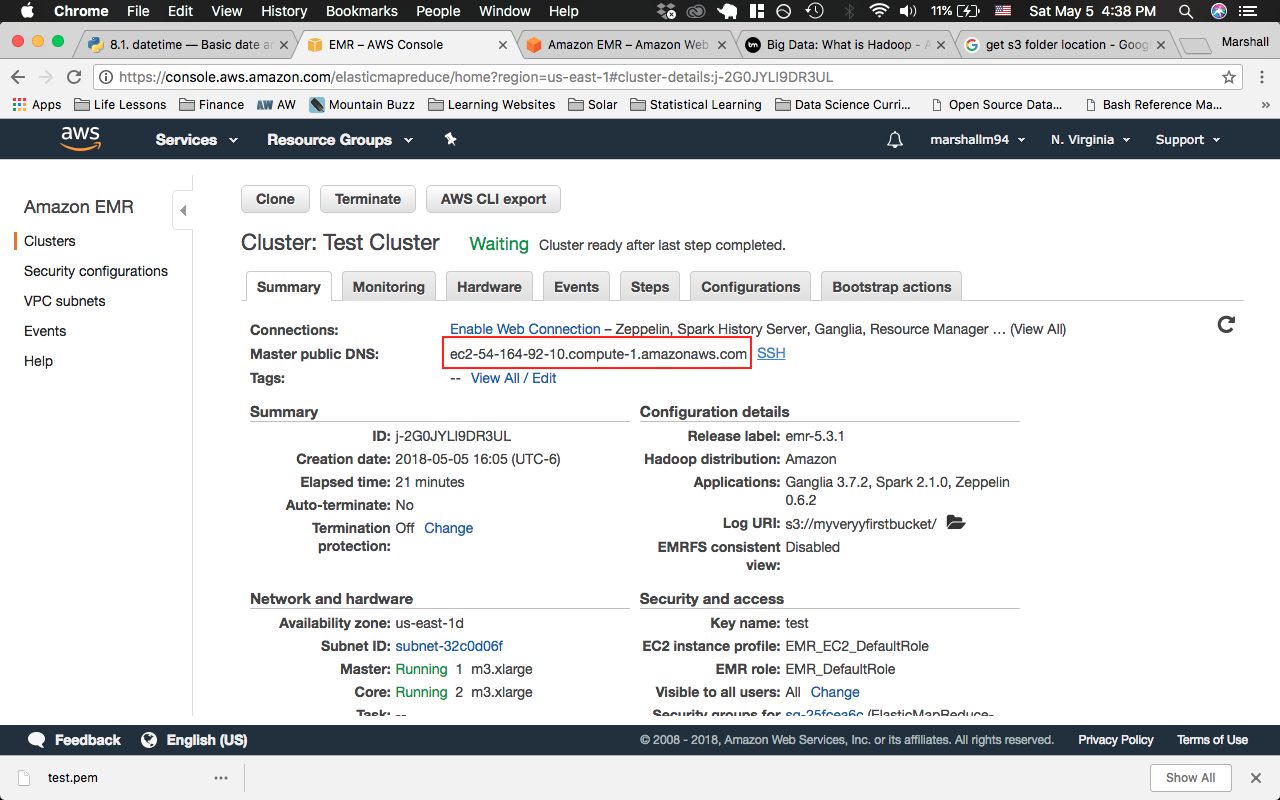 Chrome File Edit View History Bookmarks People Window Help 11% Sat May 5 4:38 PM
8.1. datetime — Basic date a
EMR – AWS Console
Amazon EMR – Amazon Web
Big Data: What is Hadoop - A
get s3 folder location - Goog
Marshall
https://console.aws.amazon.com/elasticmapreduce/home?region=us-east-1#cluster-details:j-2G0JYLI9DR3UL
Apps Life Lessons Finance AW AW Mountain Buzz Learning Websites Solar Statistical Learning Data Science Curri... Open Source Data... Bash Reference Ma... »
aws Services Resource Groups marshallm94 N. Virginia Support
Amazon EMR
Clusters
Security configurations
VPC subnets
Events
Help
Clone Terminate AWS CLI export
Cluster: Test Cluster Waiting Cluster ready after last step completed.
Summary Monitoring Hardware Events Steps Configurations Bootstrap actions
Connections: Enable Web Connection – Zeppelin, Spark History Server, Ganglia, Resource Manager ... (View All)
Master public DNS: ec2-54-164-92-10.compute-1.amazonaws.com SSH
Tags: -- View All / Edit
Summary
ID: j-2G0JYLI9DR3UL
Creation date: 2018-05-05 16:05 (UTC-6)
Elapsed time: 21 minutes
Auto-terminate: No
Termination Off Change
protection:
Configuration details
Release label: emr-5.3.1
Hadoop distribution: Amazon
Applications: Ganglia 3.7.2, Spark 2.1.0, Zeppelin
0.6.2
Log URI: s3://myveryyfirstbucket/
EMRFS consistent Disabled
view:
Network and hardware
Availability zone: us-east-1d
Subnet ID: subnet-32c0d06f
Master: Running 1 m3.xlarge
Core: Running 2 m3.xlarge
Task: --
Security and access
Key name: test
EC2 instance profile: EMR_EC2_DefaultRole
EMR role: EMR_DefaultRole
Visible to all users: All Change
Security groups for sg-25fcea6c (ElasticMapReduce-
Feedback English (US) © 2008 - 2018, Amazon Web Services, Inc. or its affiliates. All rights reserved. Privacy Policy Terms of Use
test.pem ... Show All